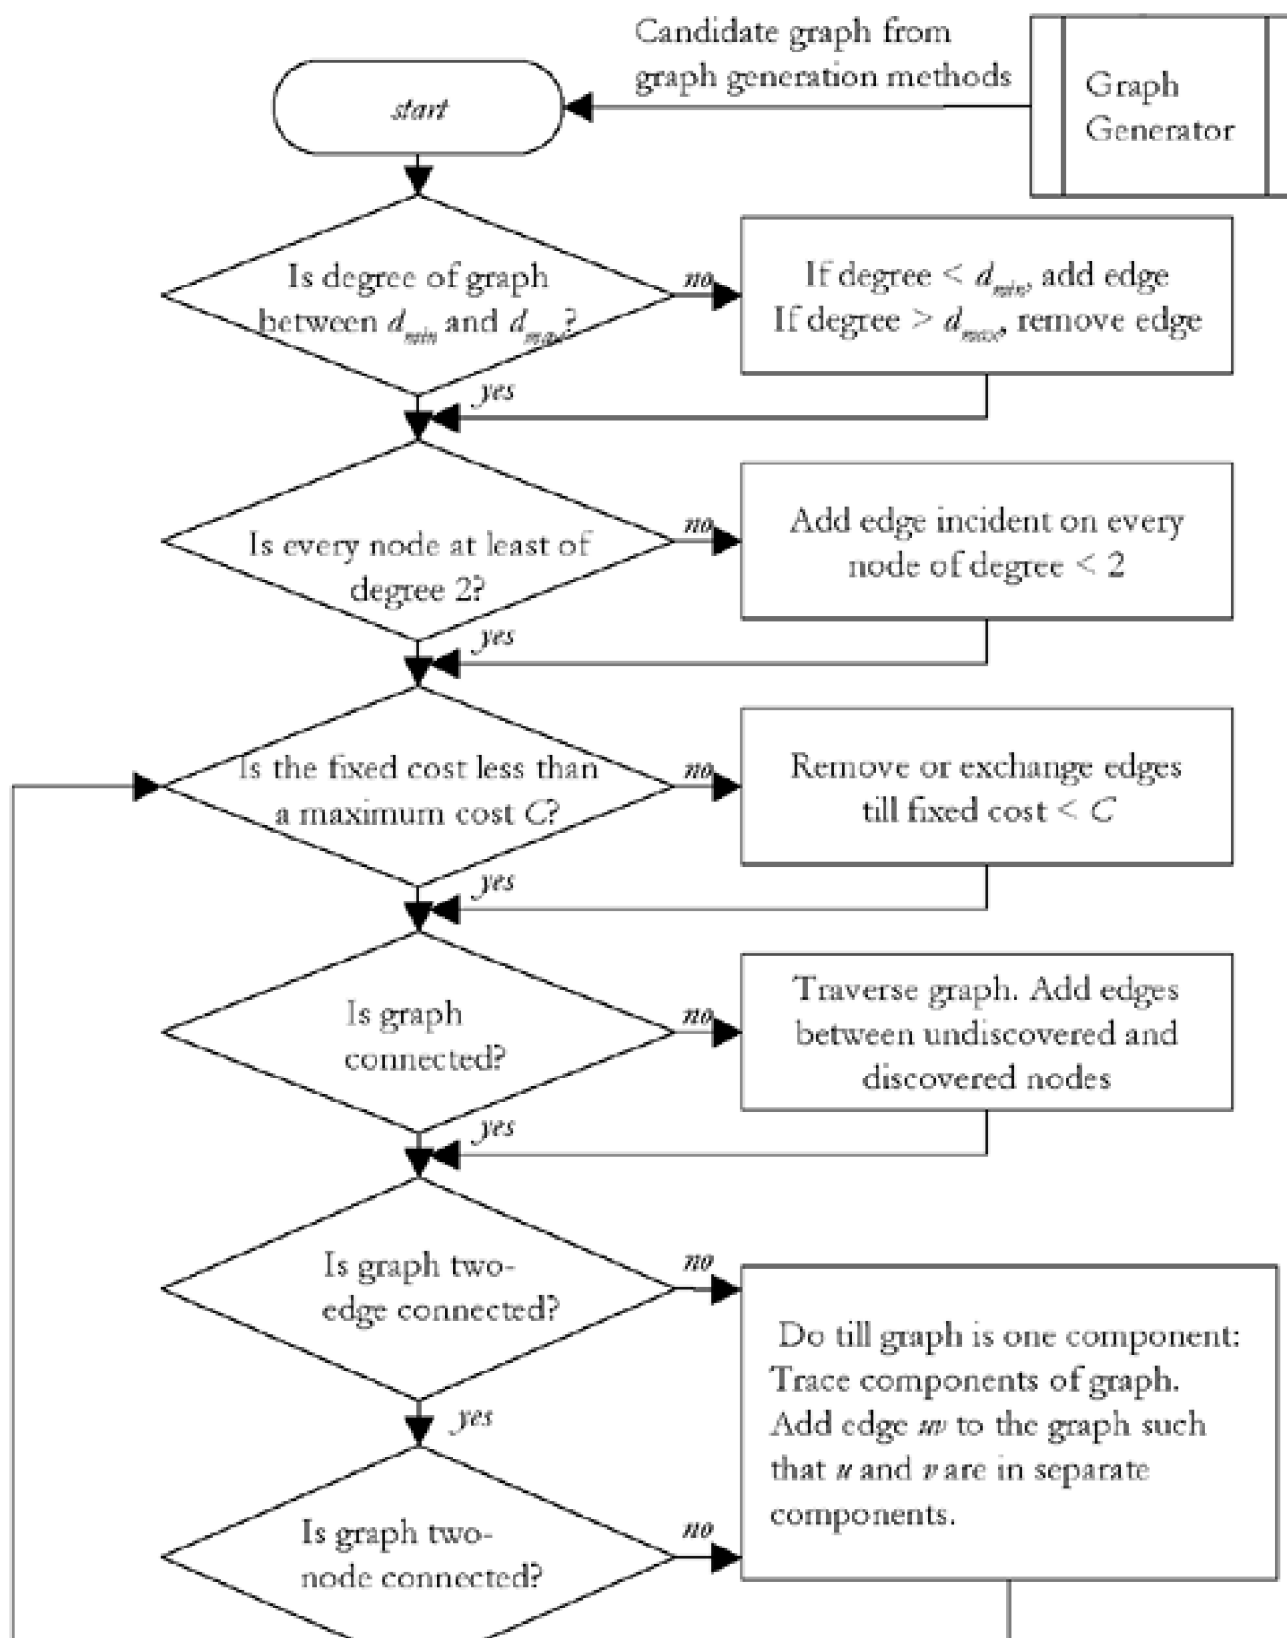 Candidate graph from
graph generation methods
Graph
Generator
start
Is degree of graph
between dmin and dmax?
no
If degree < dmin, add edge
If degree > dmax, remove edge
yes
Is every node at least of
degree 2?
no
Add edge incident on every
node of degree < 2
yes
Is the fixed cost less than
a maximum cost C?
no
Remove or exchange edges
till fixed cost < C
yes
Is graph
connected?
no
Traverse graph. Add edges
between undiscovered and
discovered nodes
yes
Is graph two-
edge connected?
no
Do till graph is one component:
Trace components of graph.
Add edge uv to the graph such
that u and v are in separate
components.
yes
Is graph two-
node connected?
no